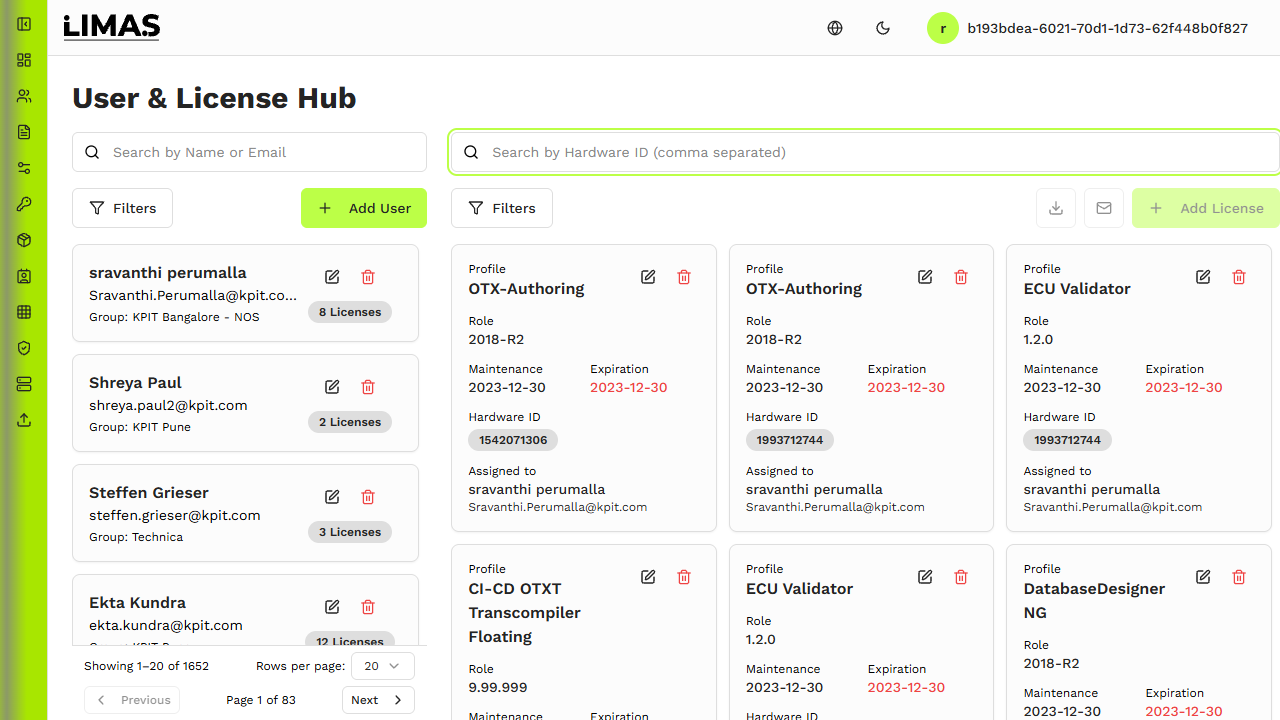 LIMAS
r
b193bdea-6021-70d1-1d73-62f448b0f827
User & License Hub
Search by Name or Email
Filters
Add User
sravanthi perumalla
Sravanthi.Perumalla@kpit.co...
Group: KPIT Bangalore - NOS
8 Licenses
Shreya Paul
shreya.paul2@kpit.com
Group: KPIT Pune
2 Licenses
Steffen Grieser
steffen.grieser@kpit.com
Group: Technica
3 Licenses
Ekta Kundra
ekta.kundra@kpit.com
12 Licenses
Showing 1–20 of 1652
Rows per page: 20
Previous
Page 1 of 83
Next
Search by Hardware ID (comma separated)
Filters
Add License
Profile
OTX-Authoring
Role
2018-R2
Maintenance Expiration
2023-12-30 2023-12-30
Hardware ID
1542071306
Assigned to
sravanthi perumalla
Sravanthi.Perumalla@kpit.com
Profile
OTX-Authoring
Role
2018-R2
Maintenance Expiration
2023-12-30 2023-12-30
Hardware ID
1993712744
Assigned to
sravanthi perumalla
Sravanthi.Perumalla@kpit.com
Profile
ECU Validator
Role
1.2.0
Maintenance Expiration
2023-12-30 2023-12-30
Hardware ID
1993712744
Assigned to
sravanthi perumalla
Sravanthi.Perumalla@kpit.com
Profile
CI-CD OTXT
Transcompiler
Floating
Role
9.99.999
Maintenance Expiration
Profile
ECU Validator
Role
1.2.0
Maintenance Expiration
2023-12-30 2023-12-30
Hardware ID
Profile
DatabaseDesigner
NG
Role
2018-R2
Maintenance Expiration
2023-12-30 2023-12-30